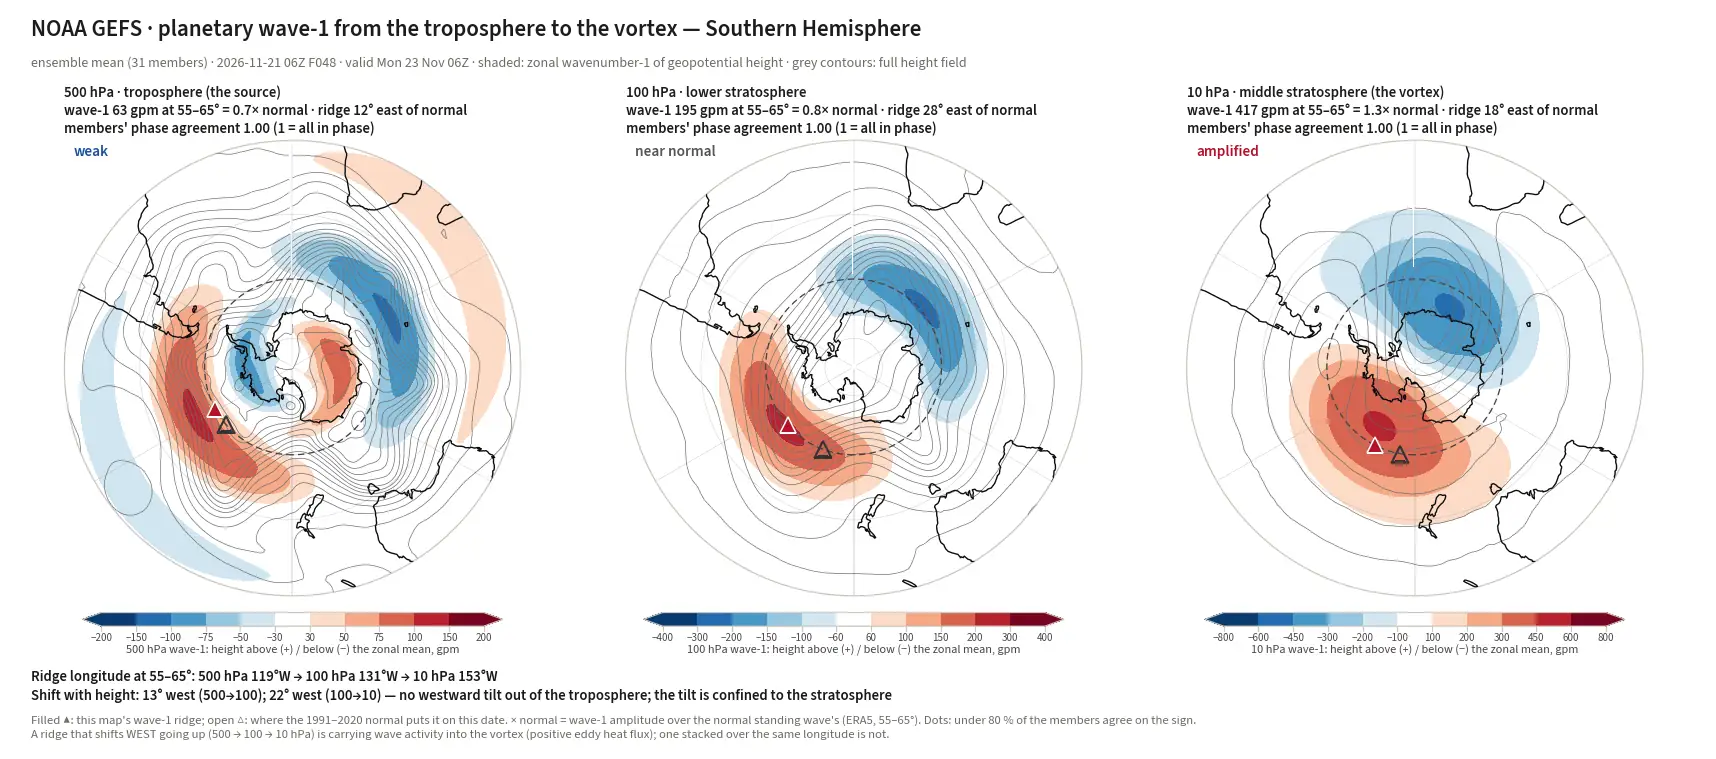 NOAA GEFS · planetary wave-1 from the troposphere to the vortex — Southern Hemisphere
ensemble mean (31 members) · 2026-11-21 06Z F048 · valid Mon 23 Nov 06Z · shaded: zonal wavenumber-1 of geopotential height · grey contours: full height field
500 hPa · troposphere (the source)
wave-1 63 gpm at 55–65° = 0.7× normal · ridge 12° east of normal
members' phase agreement 1.00 (1 = all in phase)
weak
100 hPa · lower stratosphere
wave-1 195 gpm at 55–65° = 0.8× normal · ridge 28° east of normal
members' phase agreement 1.00 (1 = all in phase)
near normal
10 hPa · middle stratosphere (the vortex)
wave-1 417 gpm at 55–65° = 1.3× normal · ridge 18° east of normal
members' phase agreement 1.00 (1 = all in phase)
amplified
−200 −150 −100 −75 −50 −30 30 50 75 100 150 200
500 hPa wave-1: height above (+) / below (−) the zonal mean, gpm
−400 −300 −200 −150 −100 −60 60 100 150 200 300 400
100 hPa wave-1: height above (+) / below (−) the zonal mean, gpm
−800 −600 −450 −300 −200 −100 100 200 300 450 600 800
10 hPa wave-1: height above (+) / below (−) the zonal mean, gpm
Ridge longitude at 55–65°: 500 hPa 119°W → 100 hPa 131°W → 10 hPa 153°W
Shift with height: 13° west (500→100); 22° west (100→10) — no westward tilt out of the troposphere; the tilt is confined to the stratosphere
Filled ▲: this map's wave-1 ridge; open △: where the 1991–2020 normal puts it on this date. × normal = wave-1 amplitude over the normal standing wave's (ERA5, 55–65°). Dots: under 80 % of the members agree on the sign.
A ridge that shifts WEST going up (500 → 100 → 10 hPa) is carrying wave activity into the vortex (positive eddy heat flux); one stacked over the same longitude is not.